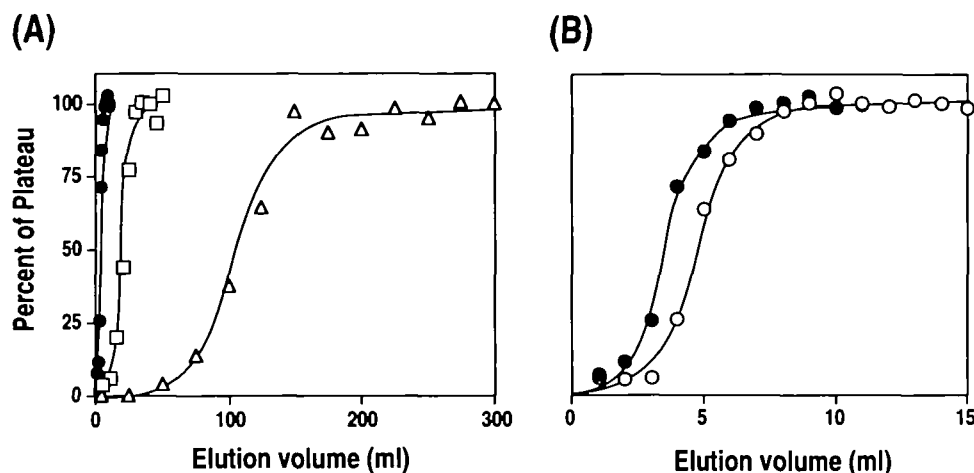 (A)
(B)
Percent of Plateau
100
75
50
25
0
0 100 200 300
Elution volume (ml)
0 5 10 15
Elution volume (ml)